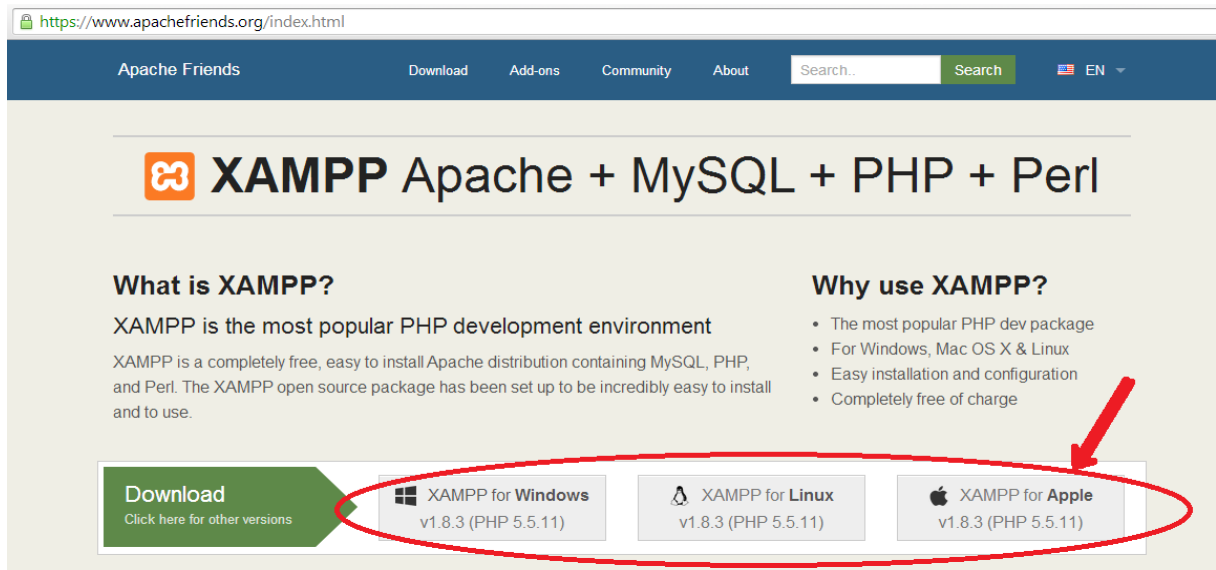 https://www.apachefriends.org/index.html
Apache Friends Download Add-ons Community About Search.. Search EN
XAMPP Apache + MySQL + PHP + Perl
What is XAMPP?
XAMPP is the most popular PHP development environment
XAMPP is a completely free, easy to install Apache distribution containing MySQL, PHP,
and Perl. The XAMPP open source package has been set up to be incredibly easy to install
and to use.
Why use XAMPP?
• The most popular PHP dev package
• For Windows, Mac OS X & Linux
• Easy installation and configuration
• Completely free of charge
Download
Click here for other versions
XAMPP for Windows
v1.8.3 (PHP 5.5.11)
XAMPP for Linux
v1.8.3 (PHP 5.5.11)
XAMPP for Apple
v1.8.3 (PHP 5.5.11)